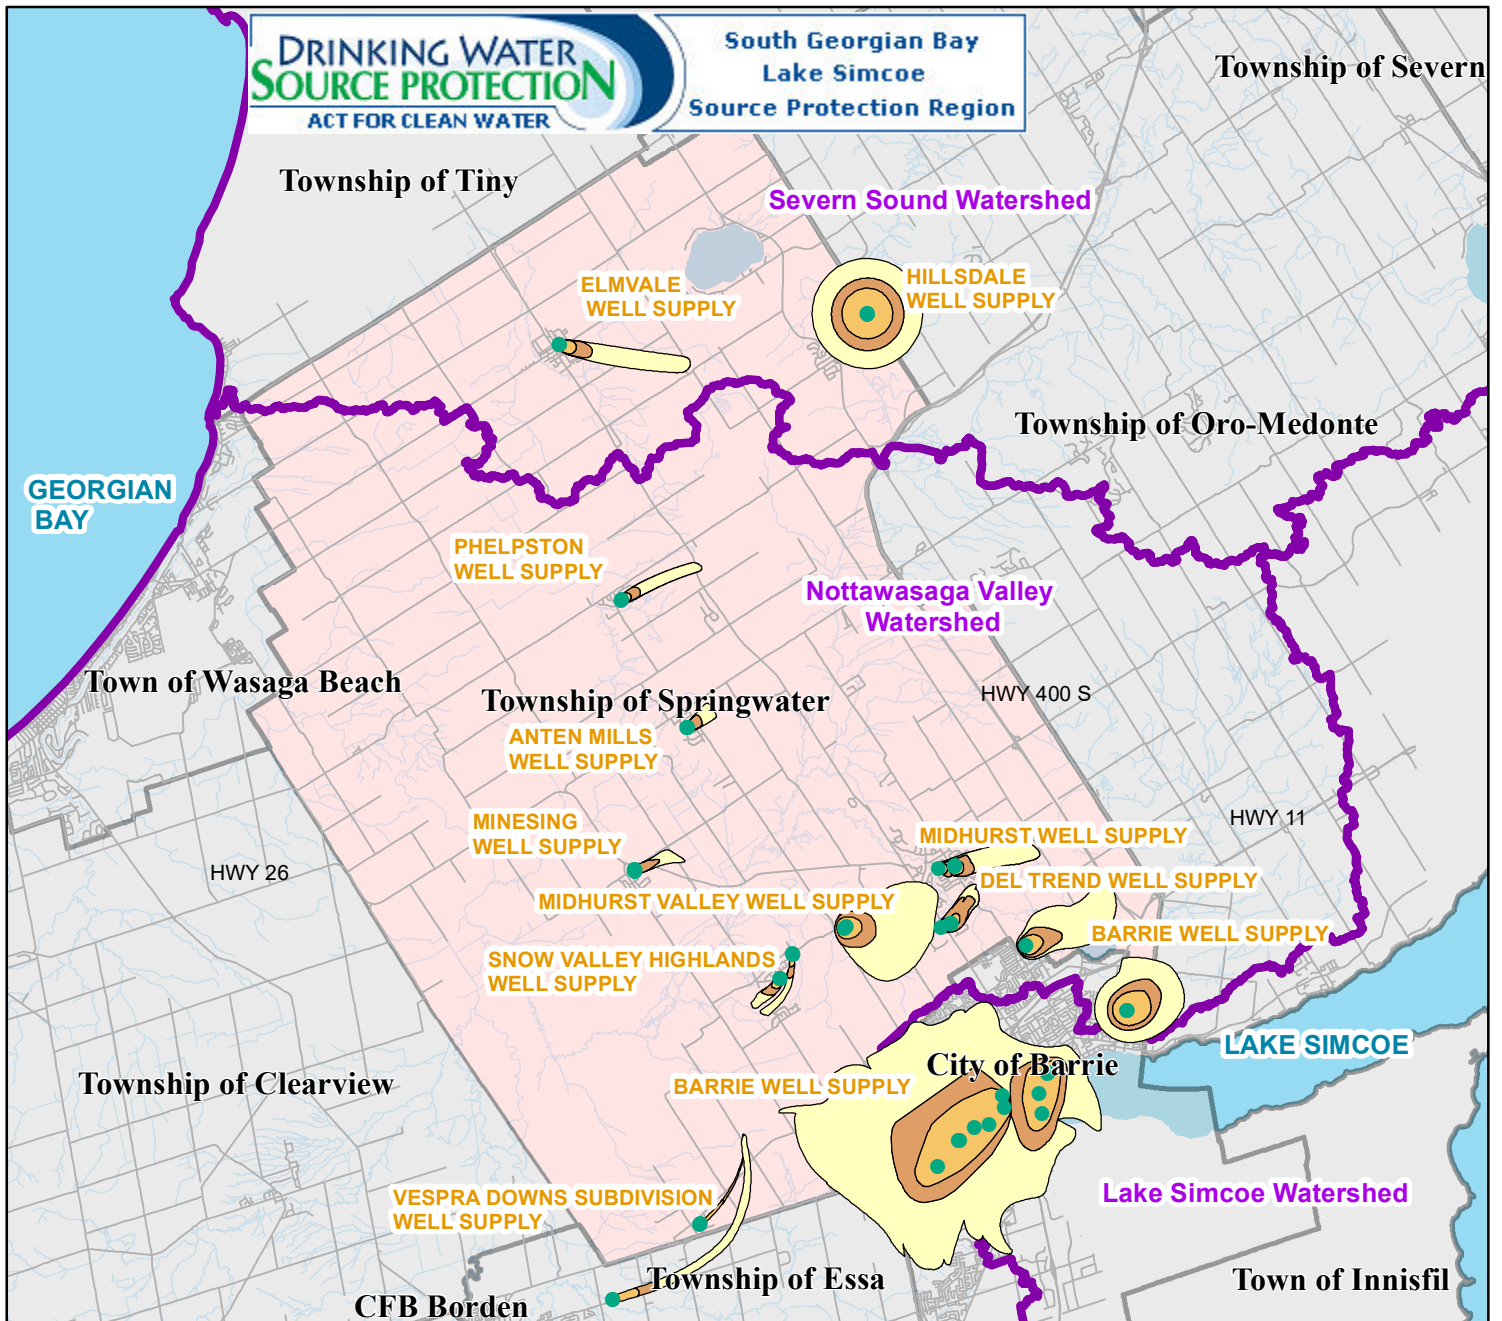 DRINKING WATER
SOURCE PROTECTION
ACT FOR CLEAN WATER
South Georgian Bay
Lake Simcoe
Source Protection Region
Township of Severn
Township of Tiny
Severn Sound Watershed
ELMVALE
WELL SUPPLY
HILLSDALE
WELL SUPPLY
Township of Oro-Medonte
GEORGIAN
BAY
PHELPSTON
WELL SUPPLY
Nottawasaga Valley
Watershed
Town of Wasaga Beach
Township of Springwater
HWY 400 S
ANTEN MILLS
WELL SUPPLY
MINESING
WELL SUPPLY
HWY 11
MIDHURST WELL SUPPLY
HWY 26
DEL TREND WELL SUPPLY
MIDHURST VALLEY WELL SUPPLY
BARRIE WELL SUPPLY
SNOW VALLEY HIGHLANDS
WELL SUPPLY
LAKE SIMCOE
City of Barrie
Township of Clearview
BARRIE WELL SUPPLY
VESPRA DOWNS SUBDIVISION
WELL SUPPLY
Lake Simcoe Watershed
Township of Essa
Town of Innisfil
CFB Borden